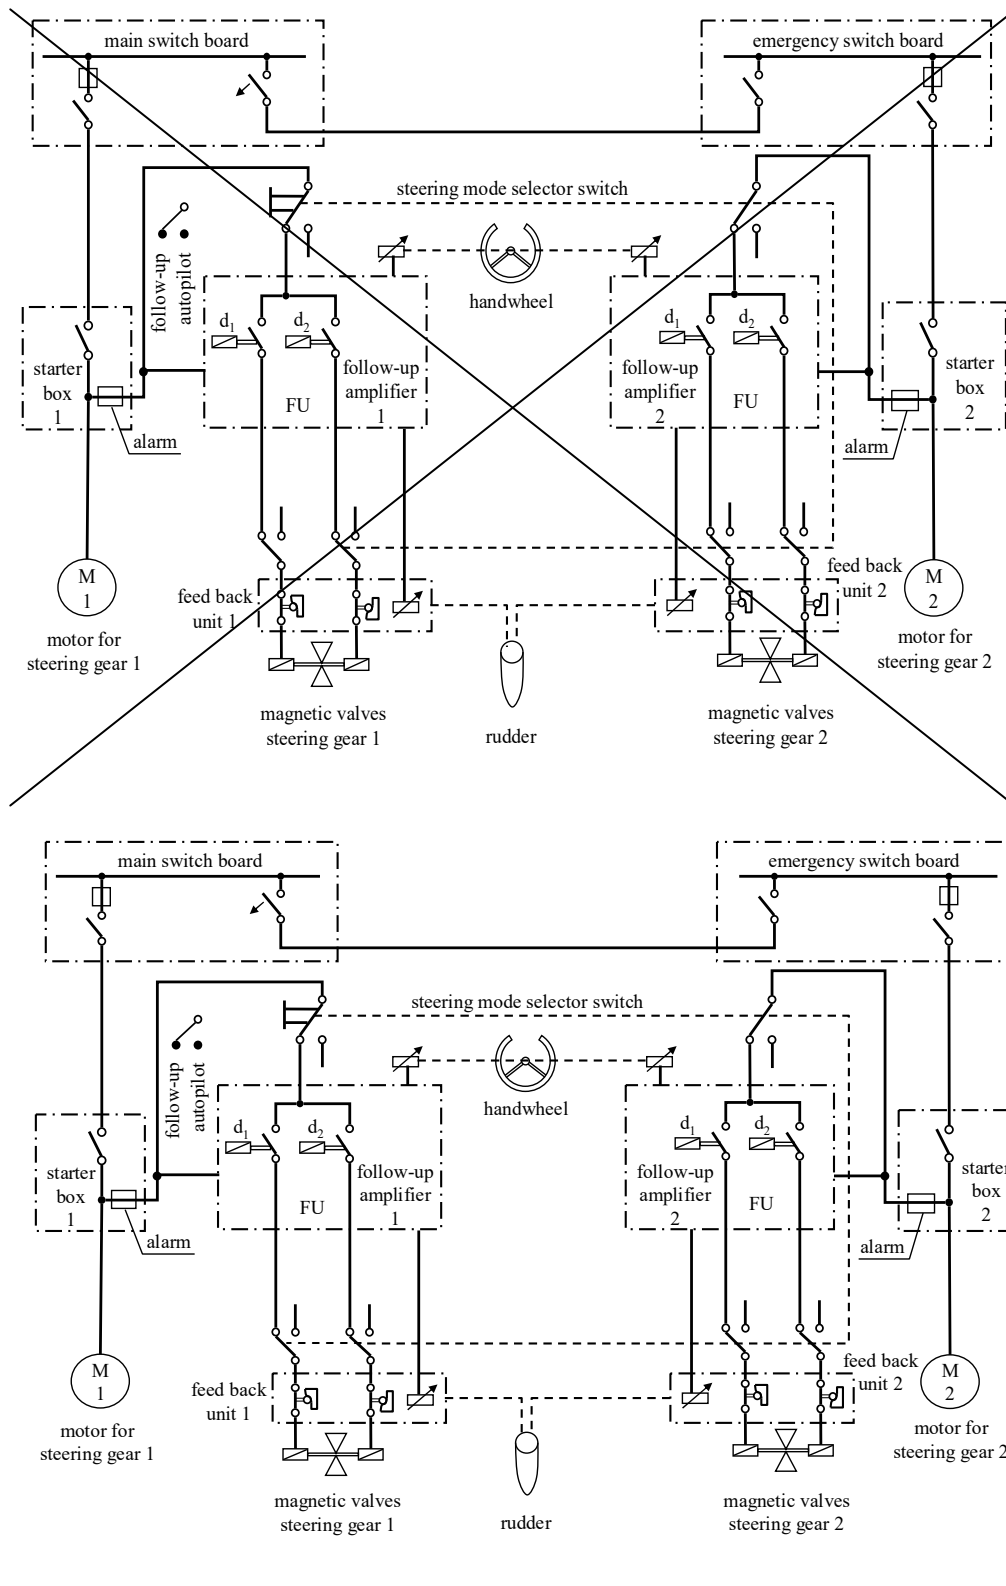 main switch board
emergency switch board
steering mode selector switch
follow-up
autopilot
handwheel
d1
d2
d1
d2
starter
box
1
follow-up
amplifier
1
FU
follow-up
amplifier
2
FU
starter
box
2
alarm
alarm
M
1
feed back
unit 1
feed back
unit 2
M
2
motor for
steering gear 1
motor for
steering gear 2
magnetic valves
steering gear 1
rudder
magnetic valves
steering gear 2
main switch board
emergency switch board
steering mode selector switch
follow-up
autopilot
handwheel
d1
d2
d1
d2
starter
box
1
follow-up
amplifier
1
FU
follow-up
amplifier
2
FU
starter
box
2
alarm
alarm
M
1
feed back
unit 1
feed back
unit 2
M
2
motor for
steering gear 1
motor for
steering gear 2
magnetic valves
steering gear 1
rudder
magnetic valves
steering gear 2